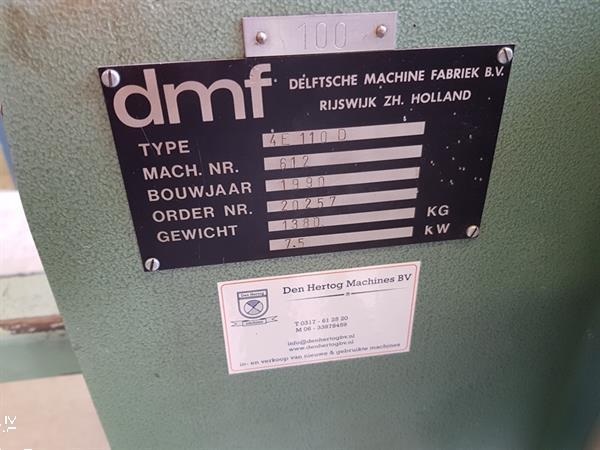 100
dmf DELFTSCHE MACHINE FABRIEK B.V.
RIJSWIJK ZH. HOLLAND
TYPE 4E 110 D
MACH. NR. 612
BOUWJAAR 1990
ORDER NR. 20257
GEWICHT 1380 KG
7.5 kW
Den Hertog Machines BV
T 0317 - 61 28 20
M 06 - 33878459
info@denhertogbv.nl
www.denhertogbv.nl
in- en verkoop van nieuwe & gebruikte machines